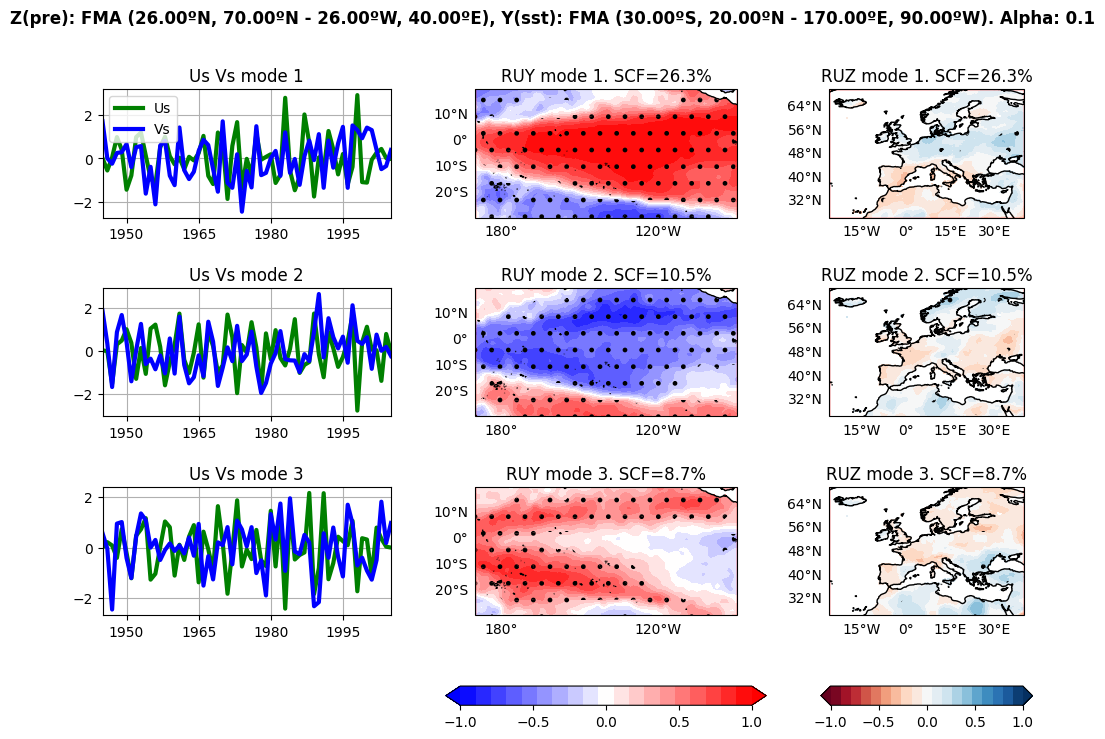 Z(pre): FMA (26.00ºN, 70.00ºN - 26.00ºW, 40.00ºE), Y(sst): FMA (30.00ºS, 20.00ºN - 170.00ºE, 90.00ºW). Alpha: 0.1
Us Vs mode 1
RUY mode 1. SCF=26.3%
RUZ mode 1. SCF=26.3%
Us
Vs
2
0
−2
1950
1965
1980
1995
10°N
0°
10°S
20°S
180°
120°W
64°N
56°N
48°N
40°N
32°N
15°W
0°
15°E
30°E
Us Vs mode 2
RUY mode 2. SCF=10.5%
RUZ mode 2. SCF=10.5%
2
0
−2
1950
1965
1980
1995
10°N
0°
10°S
20°S
180°
120°W
64°N
56°N
48°N
40°N
32°N
15°W
0°
15°E
30°E
Us Vs mode 3
RUY mode 3. SCF=8.7%
RUZ mode 3. SCF=8.7%
2
0
−2
1950
1965
1980
1995
10°N
0°
10°S
20°S
180°
120°W
64°N
56°N
48°N
40°N
32°N
15°W
0°
15°E
30°E
−1.0
−0.5
0.0
0.5
1.0
−1.0
−0.5
0.0
0.5
1.0